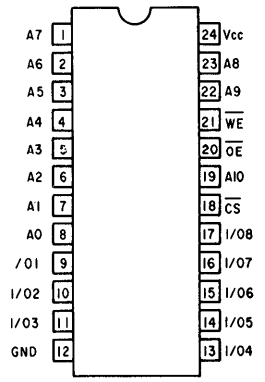 A7 1 24 Vcc
A6 2 23 A8
A5 3 22 A9
A4 4 21 WE
A3 5 20 OE
A2 6 19 A10
A1 7 18 CS
A0 8 17 I/O8
/O1 9 16 I/O7
I/O2 10 15 I/O6
I/O3 11 14 I/O5
GND 12 13 I/O4